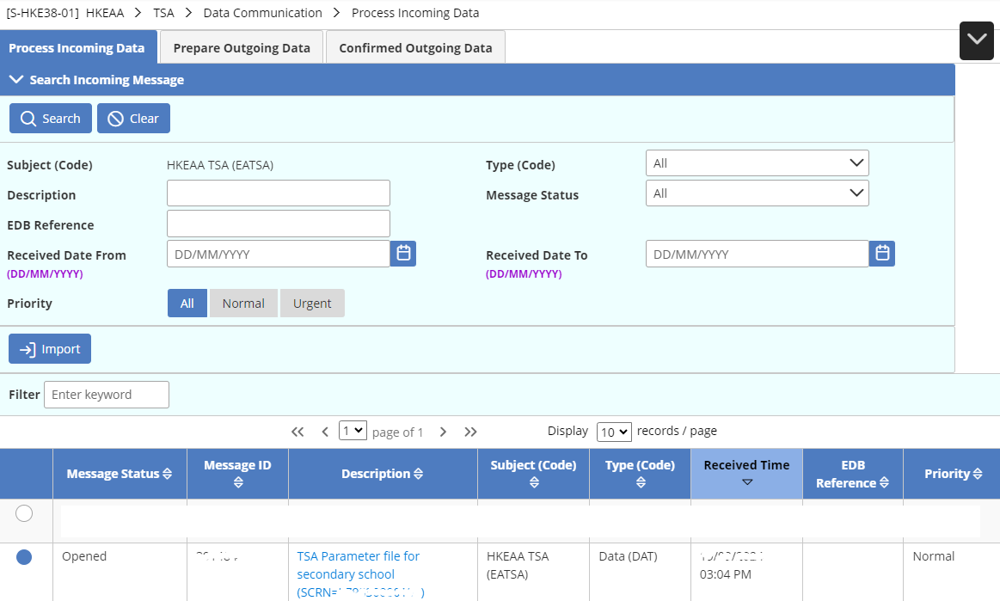 [S-HKE38-01] HKEAA > TSA > Data Communication > Process Incoming Data
Process Incoming Data Prepare Outgoing Data Confirmed Outgoing Data
Search Incoming Message
Search Clear
Subject (Code) HKEAA TSA (EATSA) Type (Code) All
Description Message Status All
EDB Reference
Received Date From DD/MM/YYYY Received Date To DD/MM/YYYY
(DD/MM/YYYY) (DD/MM/YYYY)
Priority All Normal Urgent
Import
Filter Enter keyword
1 page of 1 Display 10 records / page
Message Status Message ID Description Subject (Code) Type (Code) Received Time EDB Reference Priority
Opened TSA Parameter file for HKEAA TSA Data (DAT) Normal
secondary school (EATSA) 03:04 PM
(SCRN= )